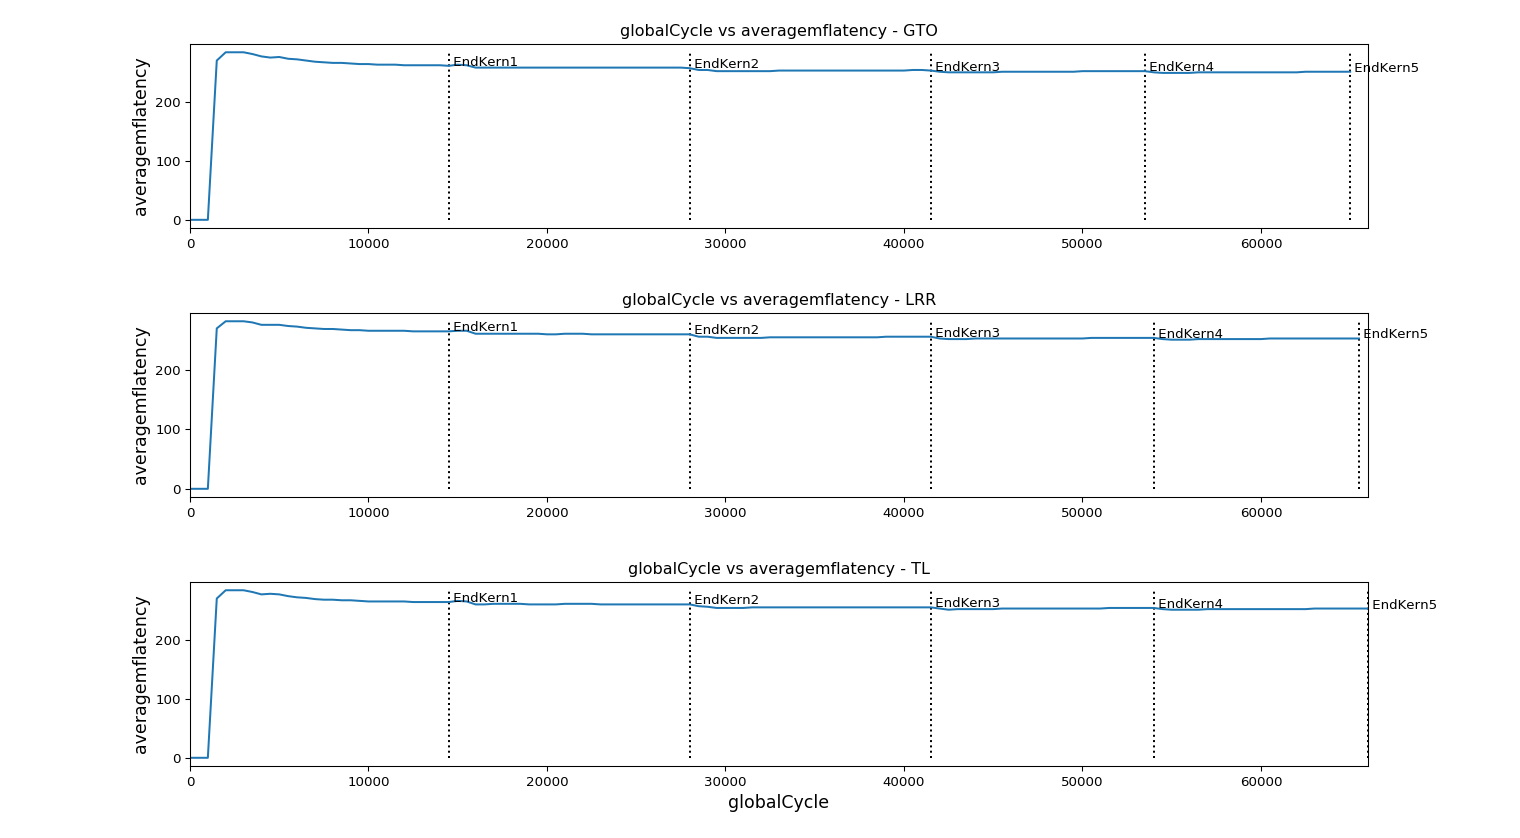 globalCycle vs averagemflatency - GTO
averagemflatency
200
100
0
EndKern1
EndKern2
EndKern3
EndKern4
EndKern5
0 10000 20000 30000 40000 50000 60000
globalCycle vs averagemflatency - LRR
averagemflatency
200
100
0
EndKern1
EndKern2
EndKern3
EndKern4
EndKern5
0 10000 20000 30000 40000 50000 60000
globalCycle vs averagemflatency - TL
averagemflatency
200
100
0
EndKern1
EndKern2
EndKern3
EndKern4
EndKern5
0 10000 20000 30000 40000 50000 60000
globalCycle